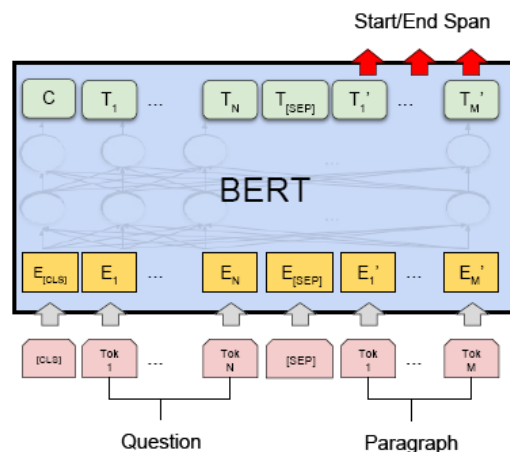 Start/End Span
C T1 ... TN T[SEP] T1’ ... TM’
BERT
E[CLS] E1 ... EN E[SEP] E1’ ... EM’
[CLS] Tok 1 ... Tok N [SEP] Tok 1 ... Tok M
Question Paragraph